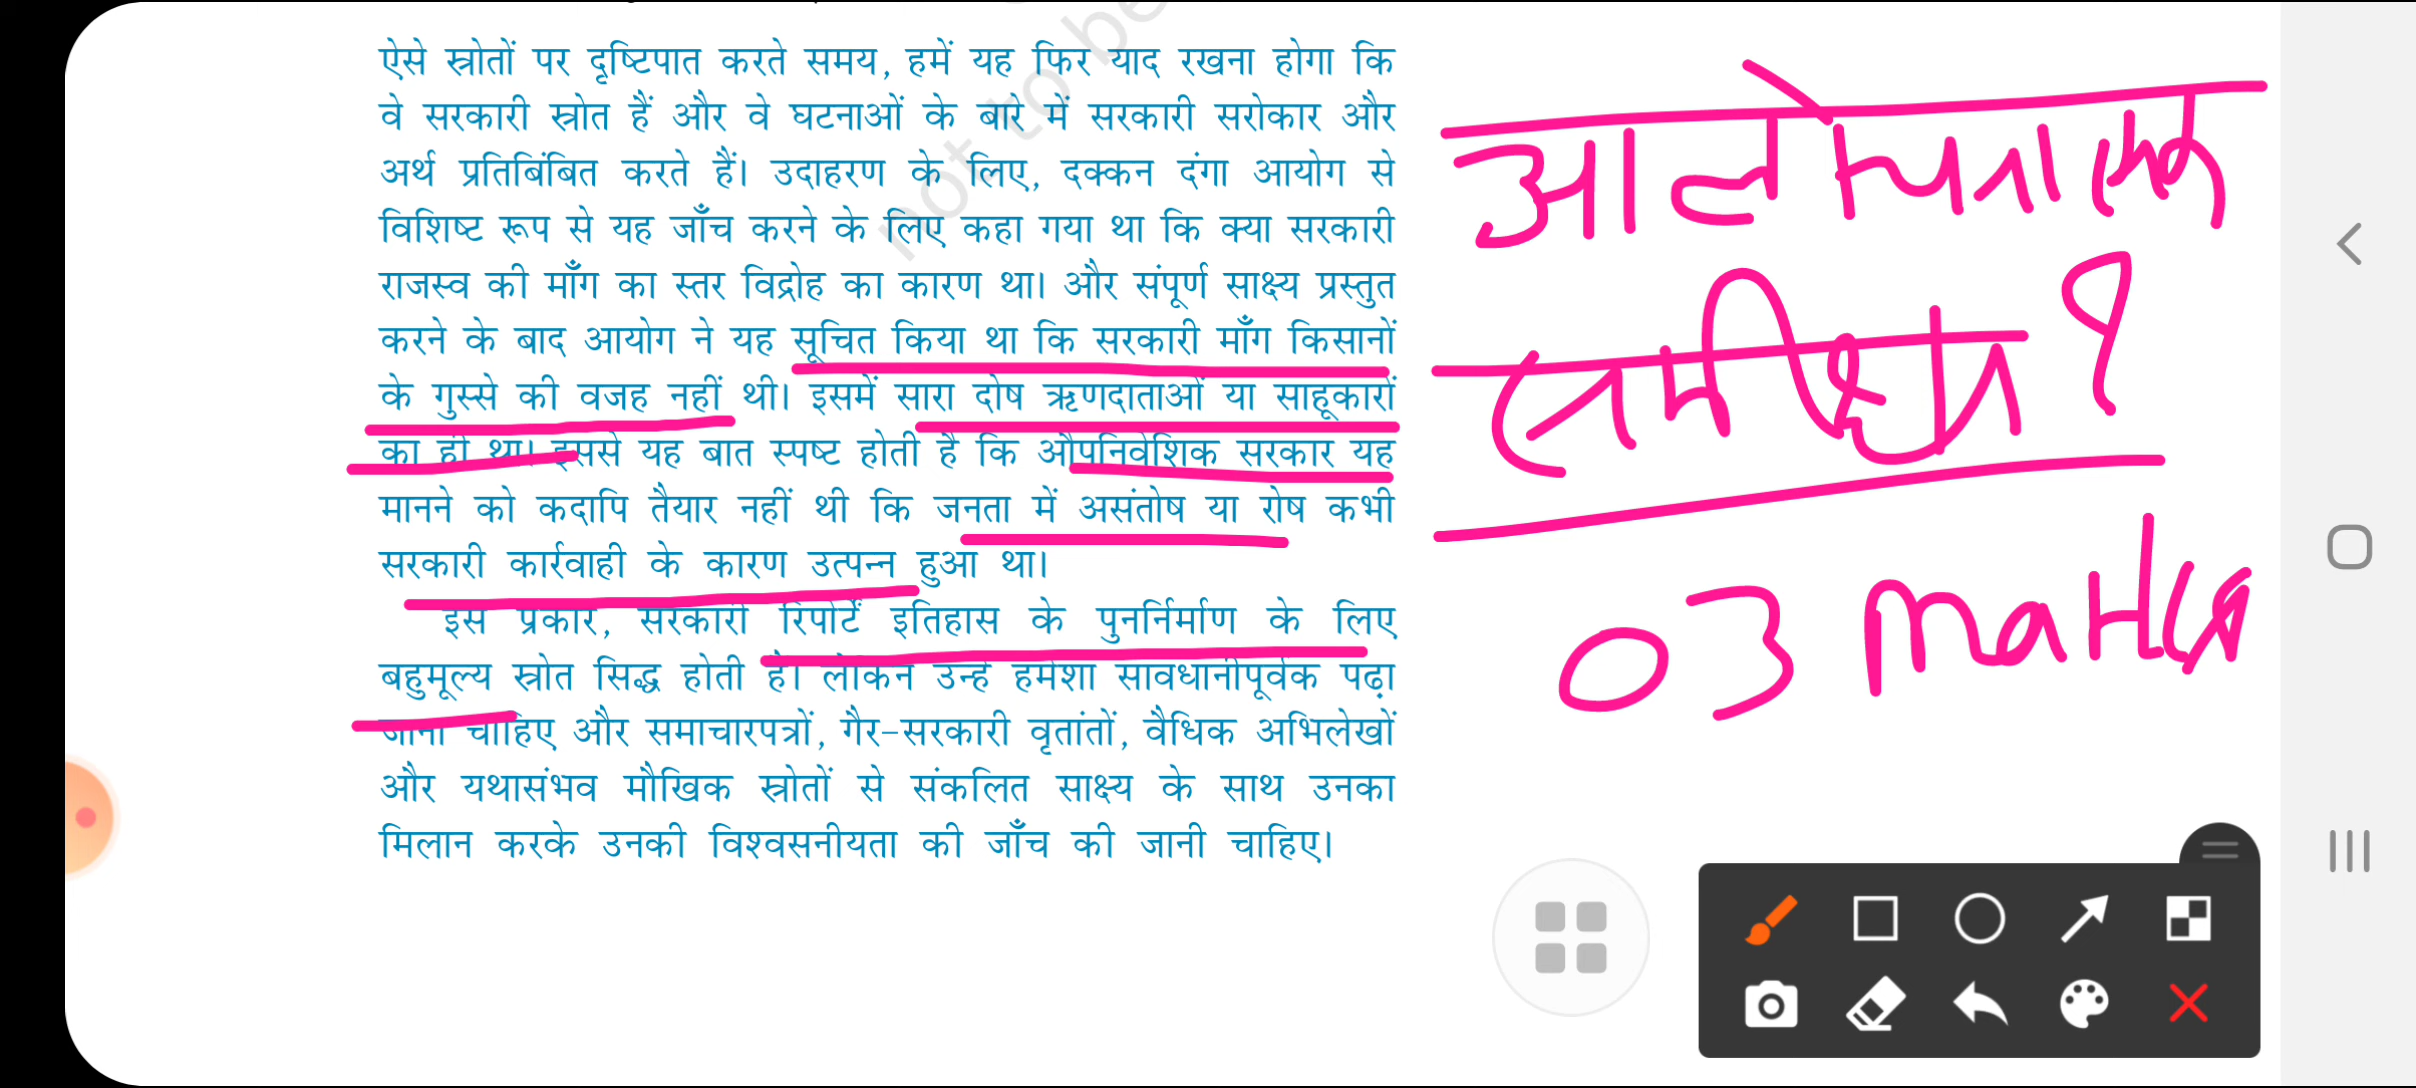 ऐसे स्रोतों पर दृष्टिपात करते समय, हमें यह फिर याद रखना होगा कि
वे सरकारी स्रोत हैं और वे घटनाओं के बारे में सरकारी सरोकार और
अर्थ प्रतिबिंबित करते हैं। उदाहरण के लिए, दक्कन दंगा आयोग से
विशिष्ट रूप से यह जाँच करने के लिए कहा गया था कि क्या सरकारी
राजस्व की माँग का स्तर विद्रोह का कारण था। और संपूर्ण साक्ष्य प्रस्तुत
करने के बाद आयोग ने यह सूचित किया था कि सरकारी माँग किसानों
के गुस्से की वजह नहीं थी। इसमें सारा दोष ऋणदाताओं या साहूकारों
का ही था। इससे यह बात स्पष्ट होती है कि औपनिवेशिक सरकार यह
मानने को कदापि तैयार नहीं थी कि जनता में असंतोष या रोष कभी
सरकारी कार्रवाही के कारण उत्पन्न हुआ था।
इस प्रकार, सरकारी रिपोर्टें इतिहास के पुनर्निर्माण के लिए
बहुमूल्य स्रोत सिद्ध होती हैं। लेकिन उन्हें हमेशा सावधानीपूर्वक पढ़ा
जाना चाहिए और समाचारपत्रों, गैर-सरकारी वृतांतों, वैधिक अभिलेखों
और यथासंभव मौखिक स्रोतों से संकलित साक्ष्य के साथ उनका
मिलान करके उनकी विश्वसनीयता की जाँच की जानी चाहिए।
not to be
आलोचनात्मक
समीक्षा ?
03 marks